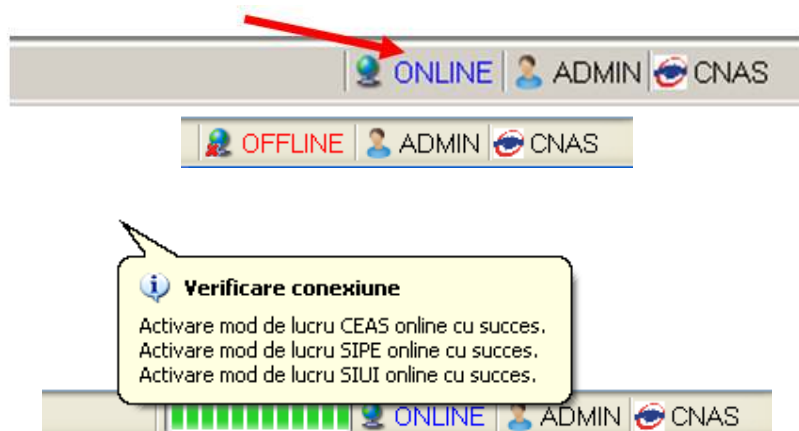 ONLINE ADMIN CNAS
OFFLINE ADMIN CNAS
Verificare conexiune
Activare mod de lucru CEAS online cu succes.
Activare mod de lucru SIPE online cu succes.
Activare mod de lucru SIUI online cu succes.
ONLINE ADMIN CNAS